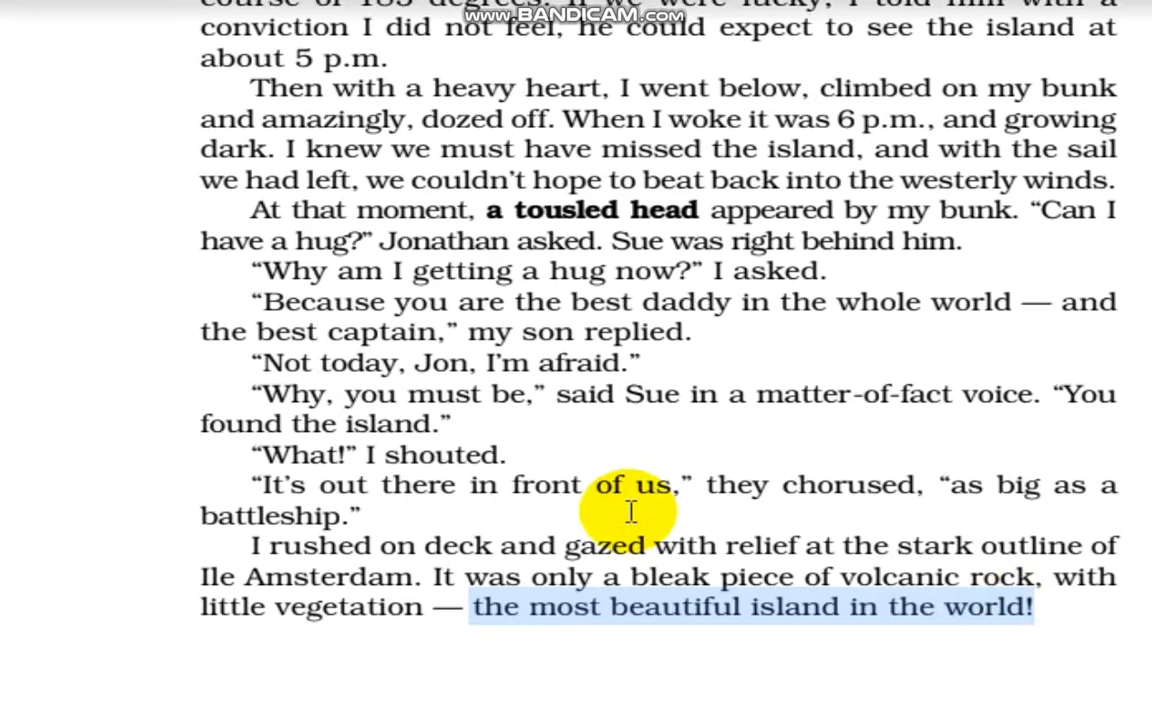 course of 185 degrees. If we were lucky, I told him with a
www.BANDICAM.com
conviction I did not feel, he could expect to see the island at
about 5 p.m.
Then with a heavy heart, I went below, climbed on my bunk
and amazingly, dozed off. When I woke it was 6 p.m., and growing
dark. I knew we must have missed the island, and with the sail
we had left, we couldn't hope to beat back into the westerly winds.
At that moment, a tousled head appeared by my bunk. “Can I
have a hug?” Jonathan asked. Sue was right behind him.
“Why am I getting a hug now?” I asked.
“Because you are the best daddy in the whole world — and
the best captain,” my son replied.
“Not today, Jon, I'm afraid.”
“Why, you must be,” said Sue in a matter-of-fact voice. “You
found the island.”
“What!” I shouted.
“It's out there in front of us,” they chorused, “as big as a
battleship.”
I rushed on deck and gazed with relief at the stark outline of
Ile Amsterdam. It was only a bleak piece of volcanic rock, with
little vegetation — the most beautiful island in the world!